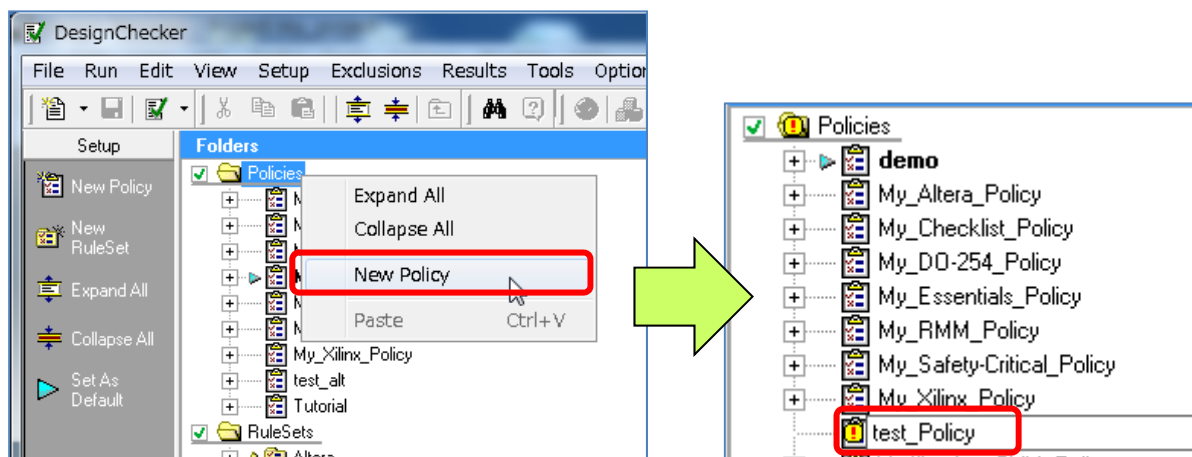 DesignChecker
File Run Edit View Setup Exclusions Results Tools Option
Setup
Folders
New Policy
New
RuleSet
Expand All
Collapse All
Set As
Default
Policies
Expand All
Collapse All
New Policy
Paste Ctrl+V
My_Xilinx_Policy
test_alt
Tutorial
RuleSets
Altera
Policies
demo
My_Altera_Policy
My_Checklist_Policy
My_DO-254_Policy
My_Essentials_Policy
My_RMM_Policy
My_Safety-Critical_Policy
My_Xilinx_Policy
test_Policy